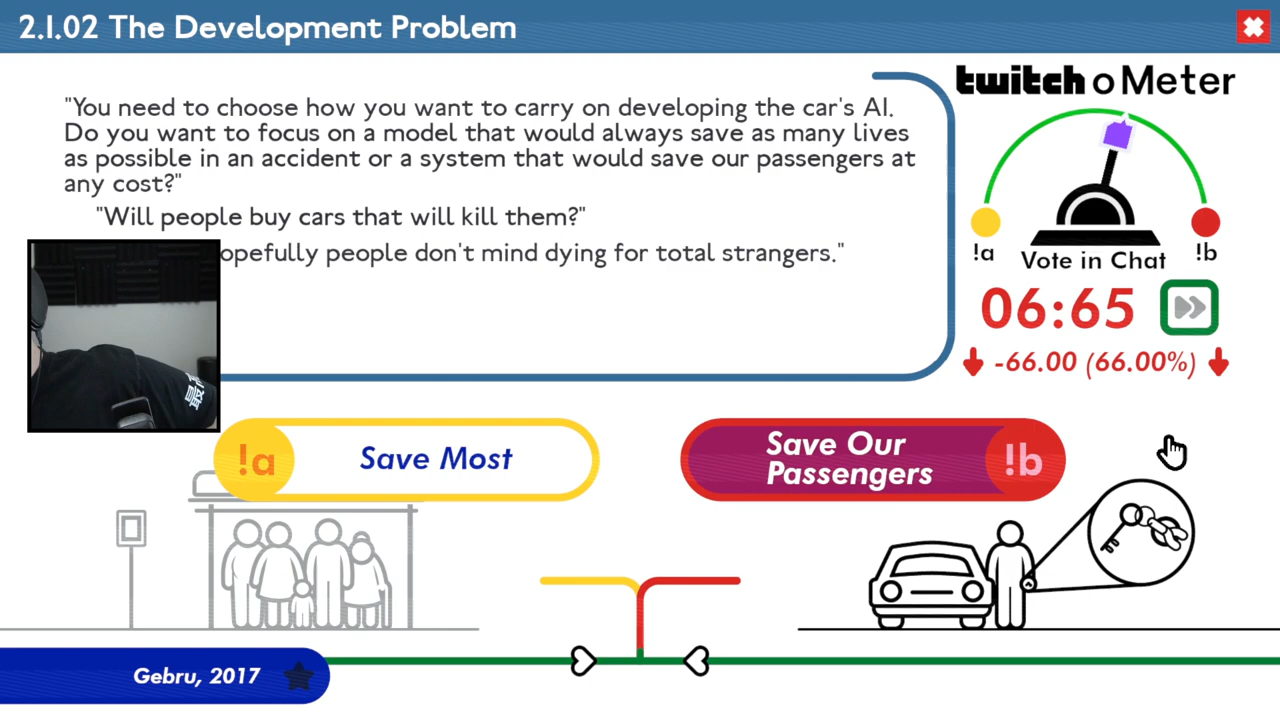 2.1.02 The Development Problem
"You need to choose how you want to carry on developing the car's AI.
Do you want to focus on a model that would always save as many lives
as possible in an accident or a system that would save our passengers at
any cost?"
"Will people buy cars that will kill them?"
people don't mind dying for total strangers."
twitch o Meter
!a
Vote in Chat
!b
06:65
-66.00 (66.00%)
!a
Save Most
Save Our
Passengers
!b
Gebru, 2017